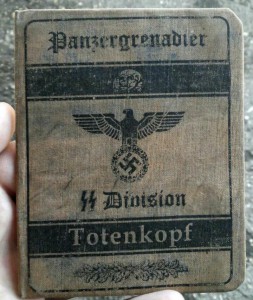 Panzergrenadier
SS Division
Totenkopf